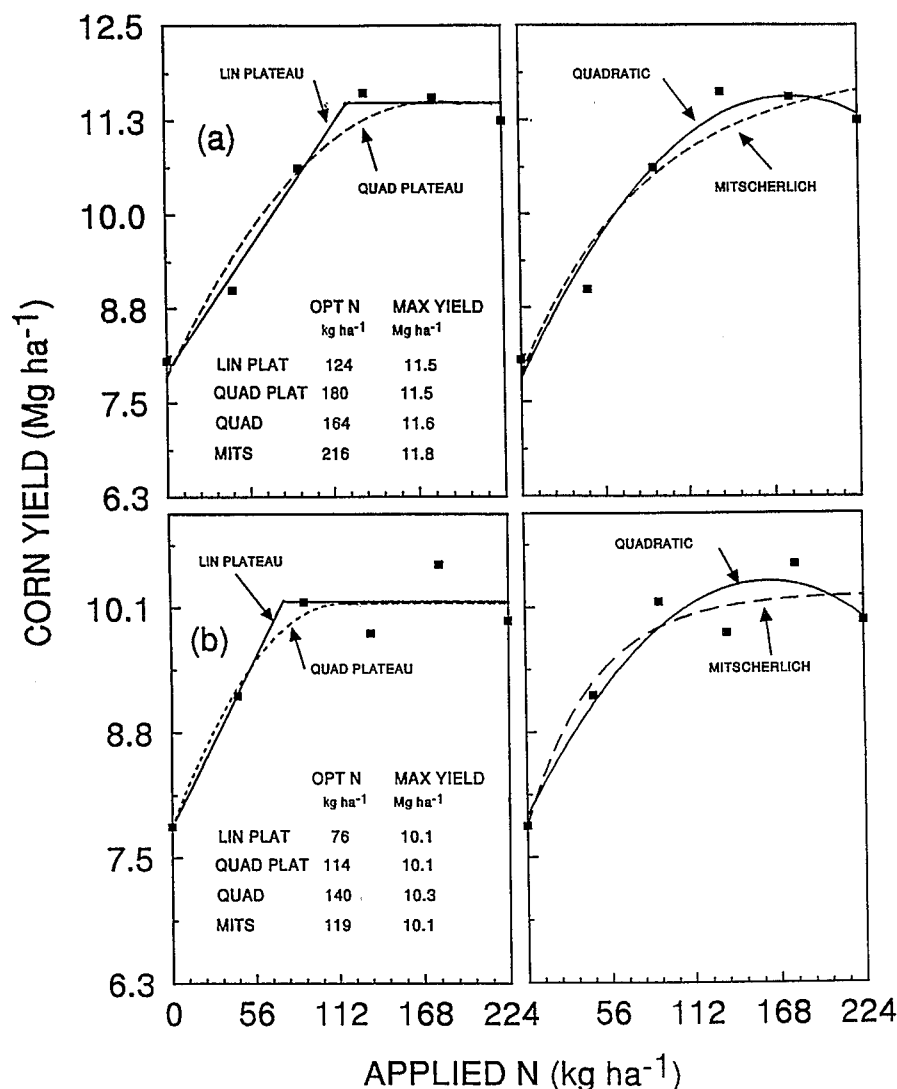 12.5
11.3
10.0
8.8
7.5
6.3
CORN YIELD (Mg ha-1)
(a)
LIN PLATEAU
QUAD PLATEAU
OPT N MAX YIELD
kg ha-1 Mg ha-1
LIN PLAT 124 11.5
QUAD PLAT 180 11.5
QUAD 164 11.6
MITS 216 11.8
QUADRATIC
MITSCHERLICH
10.1
8.8
7.5
6.3
(b)
LIN PLATEAU
QUAD PLATEAU
OPT N MAX YIELD
kg ha-1 Mg ha-1
LIN PLAT 76 10.1
QUAD PLAT 114 10.1
QUAD 140 10.3
MITS 119 10.1
QUADRATIC
MITSCHERLICH
0 56 112 168 224
56 112 168 224
APPLIED N (kg ha-1)